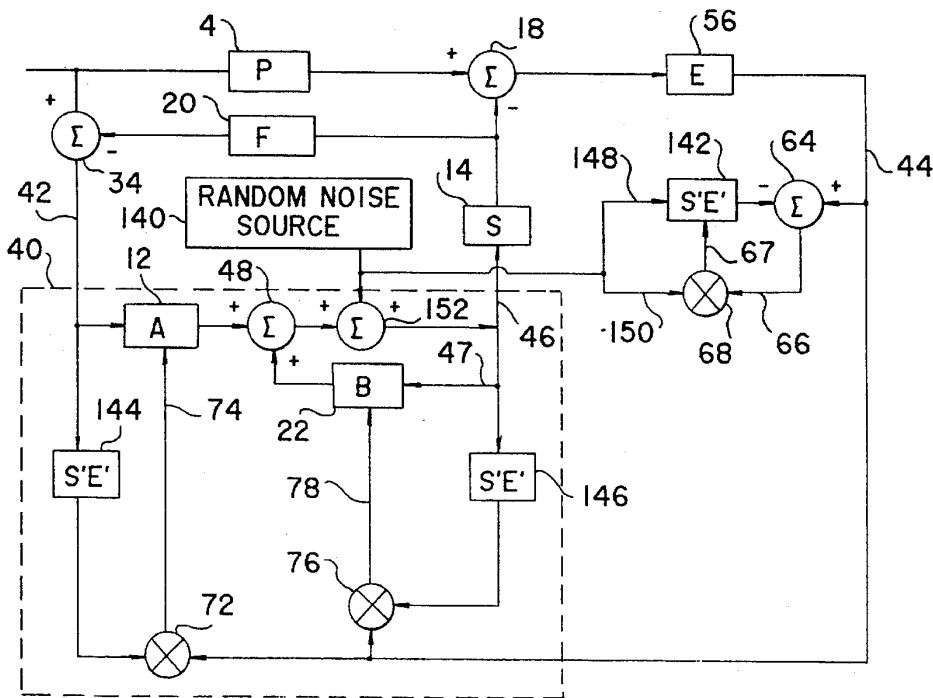 4
18
56
+
P
Σ
E
20
-
+
F
Σ
-
34
148
142
64
44
42
140
RANDOM NOISE
SOURCE
14
S
S'E'
-
Σ
+
67
40
12
48
+
+
+
+
A
Σ
Σ
152
46
-150
68
66
+
47
B
74
22
144
S'E'
S'E'
146
78
76
72